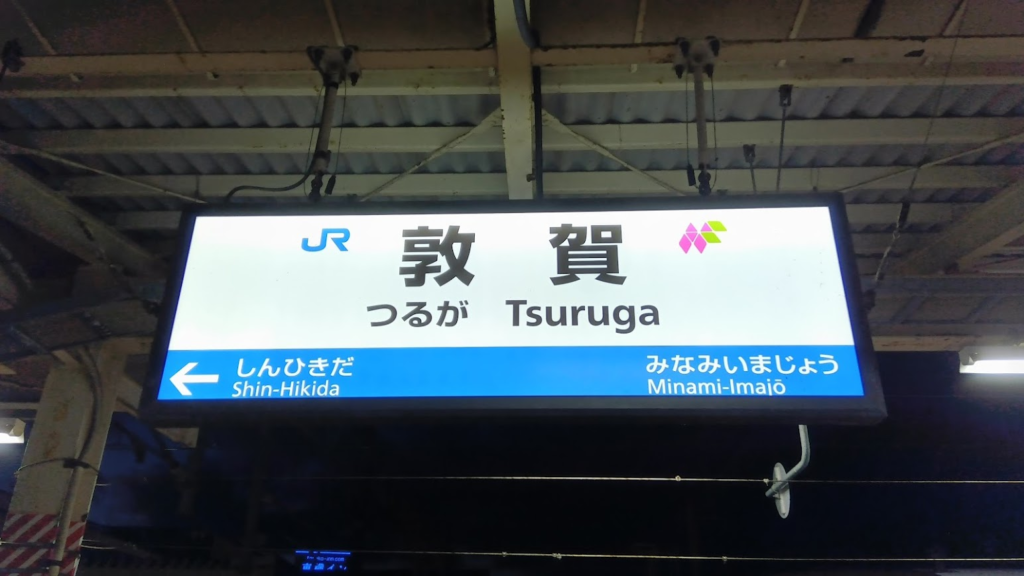 JR 敦賀
つるが Tsuruga
← しんひきだ みなみいまじょう
Shin-Hikida Minami-Imajō